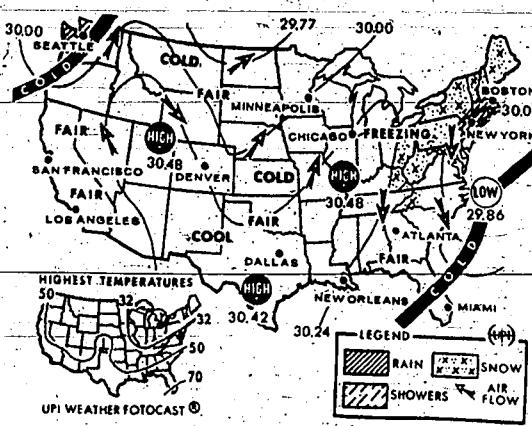 29.77
30.00
30.00
SEATTLE
COLD
COLD
FAIR
MINNEAPOLIS
BOSTON
30.0
NEW YORK
FAIR
HIGH
30.48
CHICAGO
FREEZING
SAN FRANCISCO
DENVER
COLD
HIGH
30.48
LOW
29.86
FAIR
LOS ANGELES
COOL
FAIR
ATLANTA
FAIR
COLD
DALLAS
HIGH
30.42
NEW ORLEANS
30.24
MIAMI
HIGHEST TEMPERATURES
50
32
32
50
70
UPI WEATHER FOTOCAST ®
LEGEND
UPI
RAIN
SNOW
SHOWERS
AIR FLOW